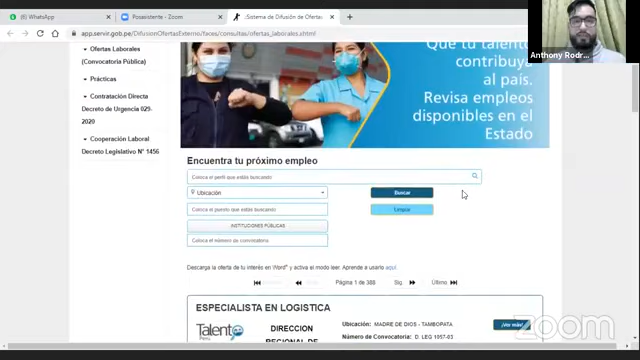 WhatsApp
Posasistente - Zoom
.:Sistema de Difusión de Ofertas
app.servir.gob.pe/DifusionOfertasExterno/faces/consultas/ofertas_laborales.xhtml
Anthony Rodr...
Ofertas Laborales
(Convocatoria Pública)
Prácticas
Contratación Directa
Decreto de Urgencia 029-
2020
Cooperación Laboral
Decreto Legislativo N° 1456
Que tu talento
contribuya
al país.
Revisa empleos
disponibles en el
Estado
Encuentra tu próximo empleo
Coloca el perfil que estás buscando
Ubicación
Buscar
Coloca el puesto que estás buscando
Limpiar
INSTITUCIONES PÚBLICAS
Coloca el número de convocatoria
Descarga la oferta de tu interés en Word* y activa el modo leer. Aprende a usarlo aquí
Página 1 de 388
Sig
Último
ESPECIALISTA EN LOGISTICA
Talento
Perú
DIRECCION
REGIONAL DE
Ubicación: MADRE DE DIOS - TAMBOPATA
Número de Convocatoria: D. LEG 1057-03
¡Ver más!
zoom